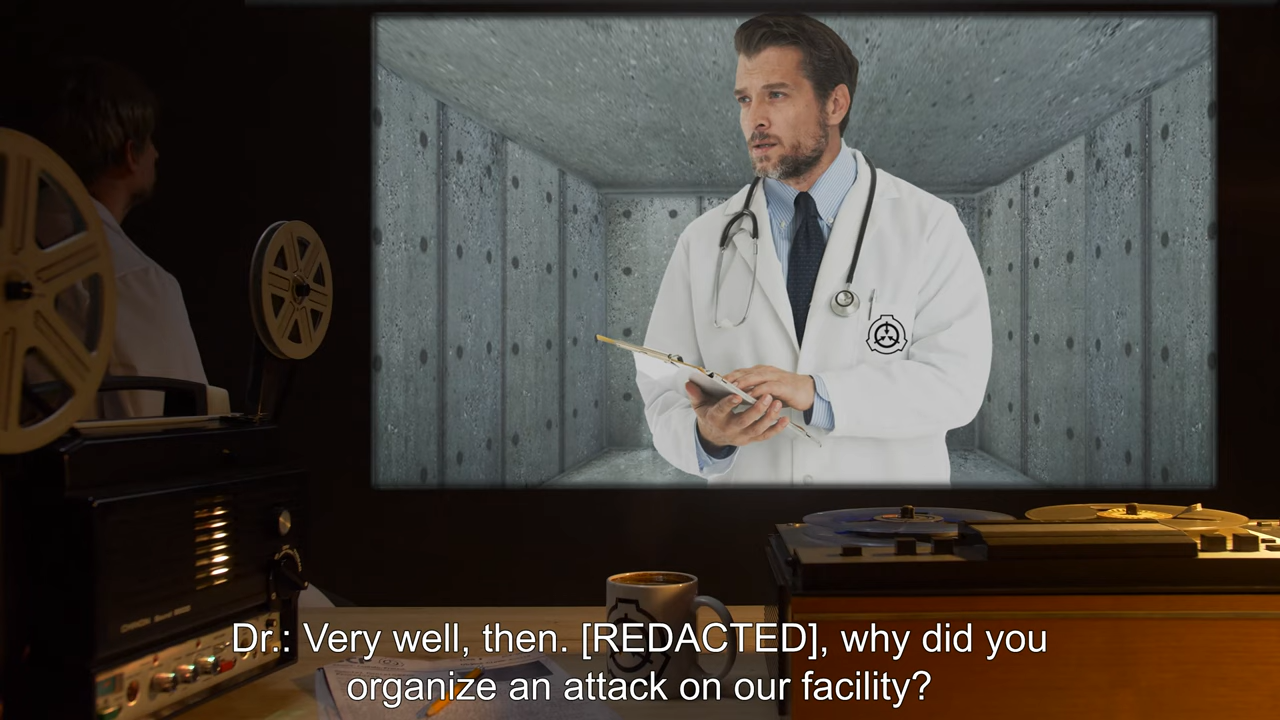 Dr.: Very well, then. [REDACTED], why did you
organize an attack on our facility?